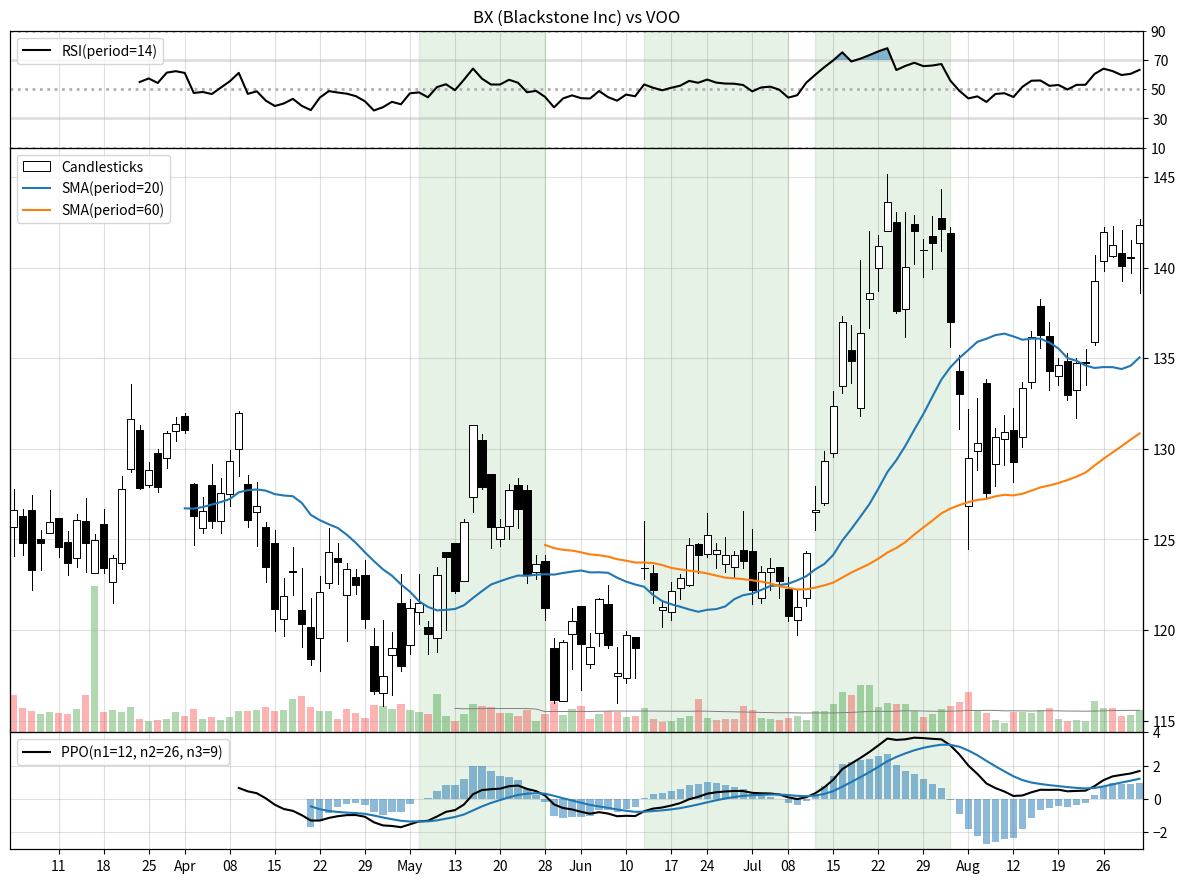 BX (Blackstone Inc) vs VOO
RSI(period=14)
90
70
50
30
10
Candlesticks
SMA(period=20)
SMA(period=60)
145
140
135
130
125
120
115
PPO(n1=12, n2=26, n3=9)
4
2
0
−2
11 18 25 Apr 08 15 22 29 May 13 20 28 Jun 10 17 24 Jul 08 15 22 29 Aug 12 19 26